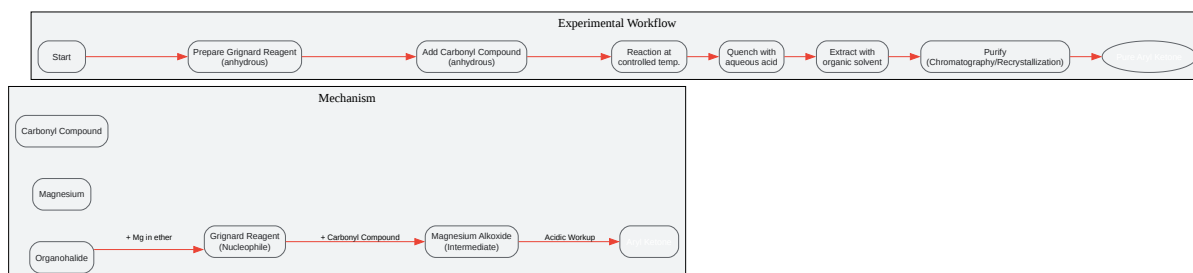 Experimental Workflow
Start
Prepare Grignard Reagent
(anhydrous)
Add Carbonyl Compound
(anhydrous)
Reaction at
controlled temp.
Quench with
aqueous acid
Extract with
organic solvent
Purify
(Chromatography/Recrystallization)
Mechanism
Carbonyl Compound
Magnesium
Organohalide
+ Mg in ether
Grignard Reagent
(Nucleophile)
+ Carbonyl Compound
Magnesium Alkoxide
(Intermediate)
Acidic Workup